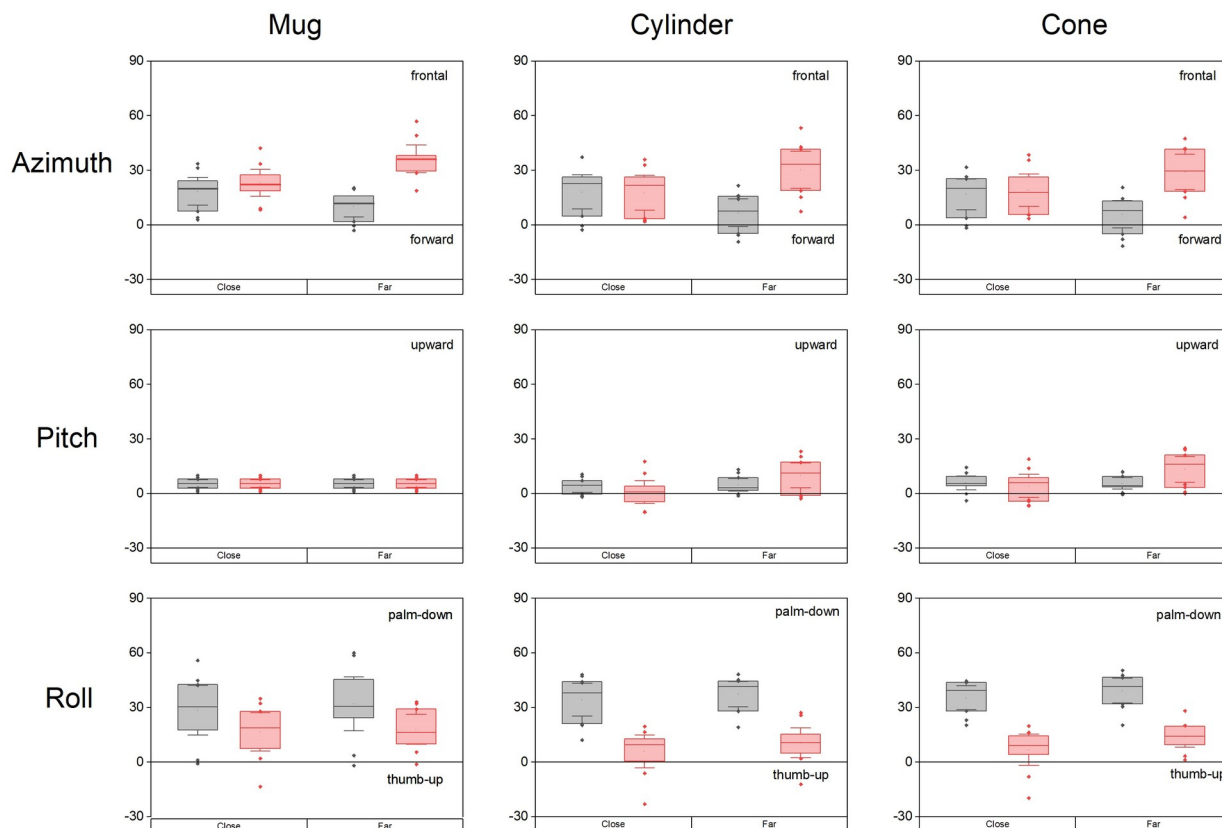 Mug Cylinder Cone
Azimuth
90 frontal 90 frontal 90 frontal
60 60 60
30 30 30
0 forward 0 forward 0 forward
-30 -30 -30
Close Far Close Far Close Far
Pitch
90 upward 90 upward 90 upward
60 60 60
30 30 30
0 0 0
-30 -30 -30
Close Far Close Far Close Far
Roll
90 palm-down 90 palm-down 90 palm-down
60 60 60
30 30 30
0 thumb-up 0 thumb-up 0 thumb-up
-30 -30 -30
Close Far Close Far Close Far